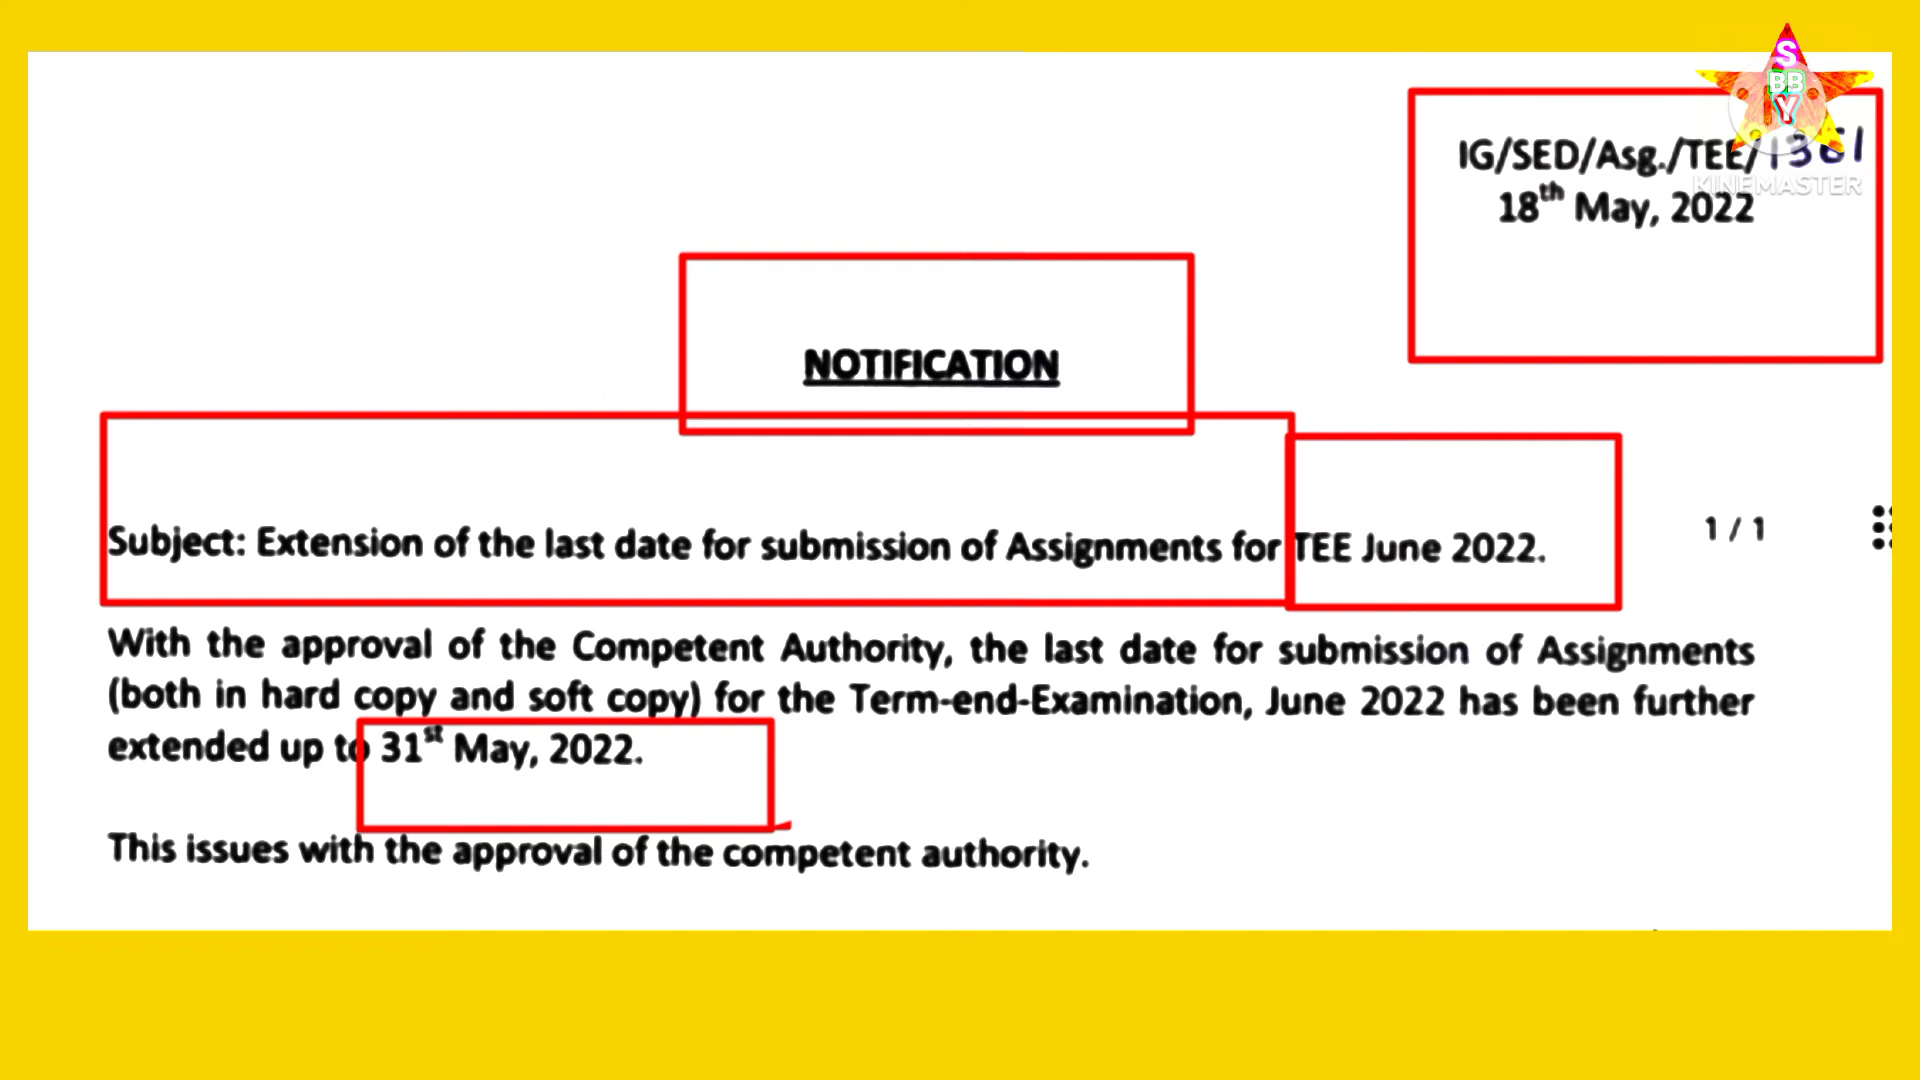 S
BB
Y
IG/SED/Asg./TEE/1361
KINEMASTER
18th May, 2022
NOTIFICATION
Subject: Extension of the last date for submission of Assignments for TEE June 2022.
1 / 1
With the approval of the Competent Authority, the last date for submission of Assignments
(both in hard copy and soft copy) for the Term-end-Examination, June 2022 has been further
extended up to 31st May, 2022.
This issues with the approval of the competent authority.